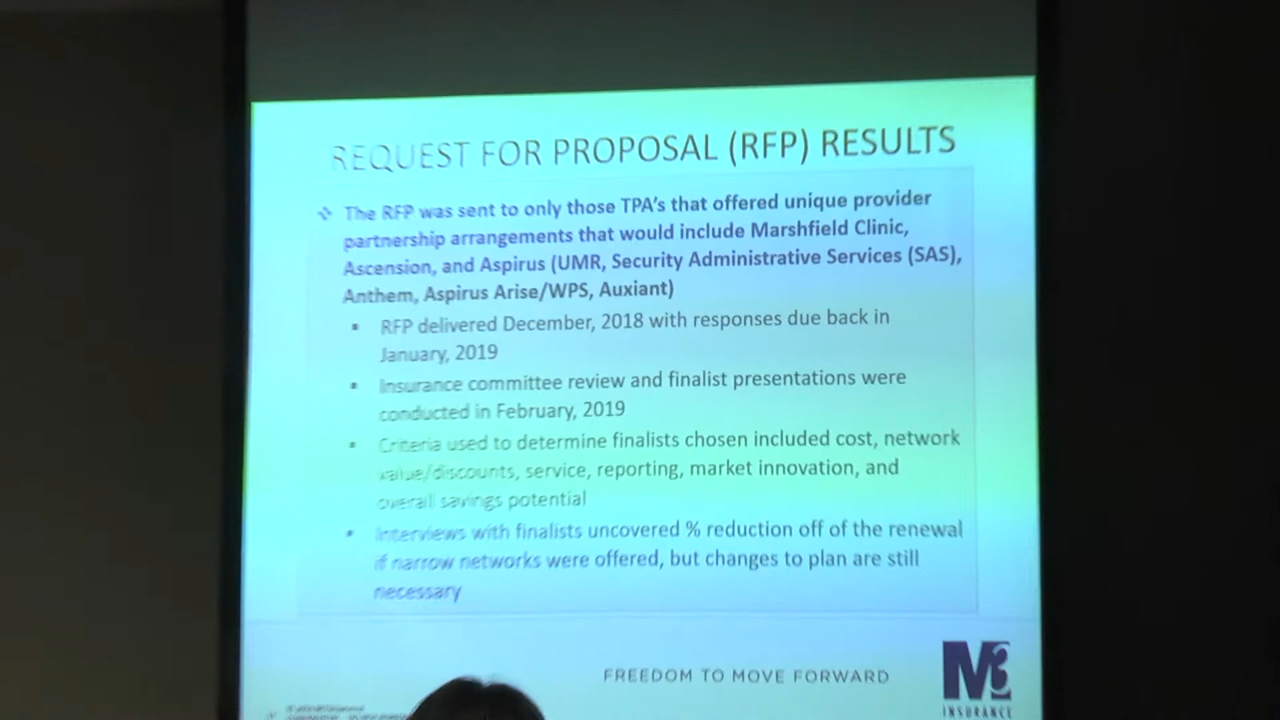 REQUEST FOR PROPOSAL (RFP) RESULTS
The RFP was sent to only those TPA's that offered unique provider
partnership arrangements that would include Marshfield Clinic,
Ascension, and Aspirus (UMR, Security Administrative Services (SAS),
Anthem, Aspirus Arise/WPS, Auxiant)
RFP delivered December, 2018 with responses due back in
January, 2019
Insurance committee review and finalist presentations were
conducted in February, 2019
Criteria used to determine finalists chosen included cost, network
value/discounts, service, reporting, market innovation, and
overall savings potential
Interviews with finalists uncovered % reduction off of the renewal
if narrow networks were offered, but changes to plan are still
necessary
FREEDOM TO MOVE FORWARD
M3
INSURANCE